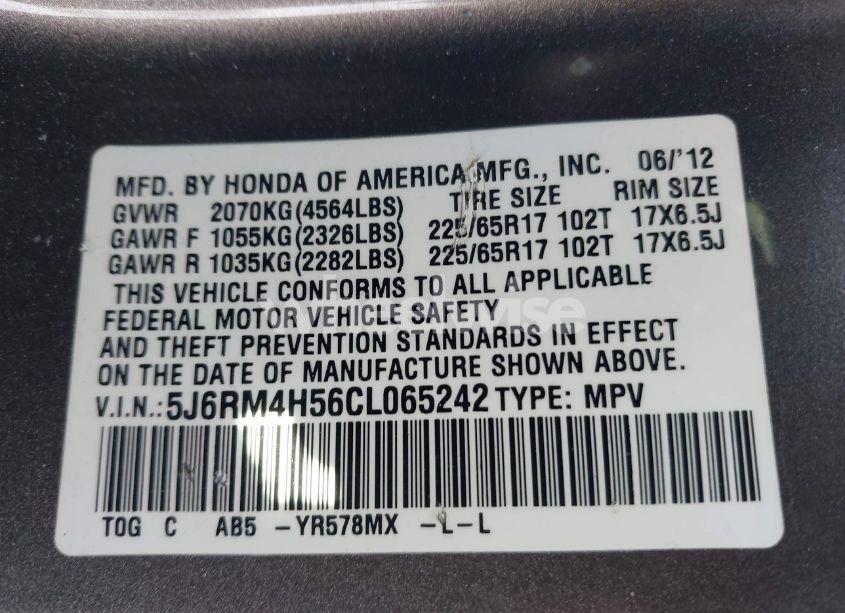 MFD. BY HONDA OF AMERICA MFG., INC. 06/'12
GVWR 2070KG(4564LBS) TIRE SIZE RIM SIZE
GAWR F 1055KG(2326LBS) 225/65R17 102T 17X6.5J
GAWR R 1035KG(2282LBS) 225/65R17 102T 17X6.5J
THIS VEHICLE CONFORMS TO ALL APPLICABLE
FEDERAL MOTOR VEHICLE SAFETY
AND THEFT PREVENTION STANDARDS IN EFFECT
ON THE DATE OF MANUFACTURE SHOWN ABOVE.
V.I.N.: 5J6RM4H56CL065242 TYPE: MPV
TOG C AB5 -YR578MX -L-L